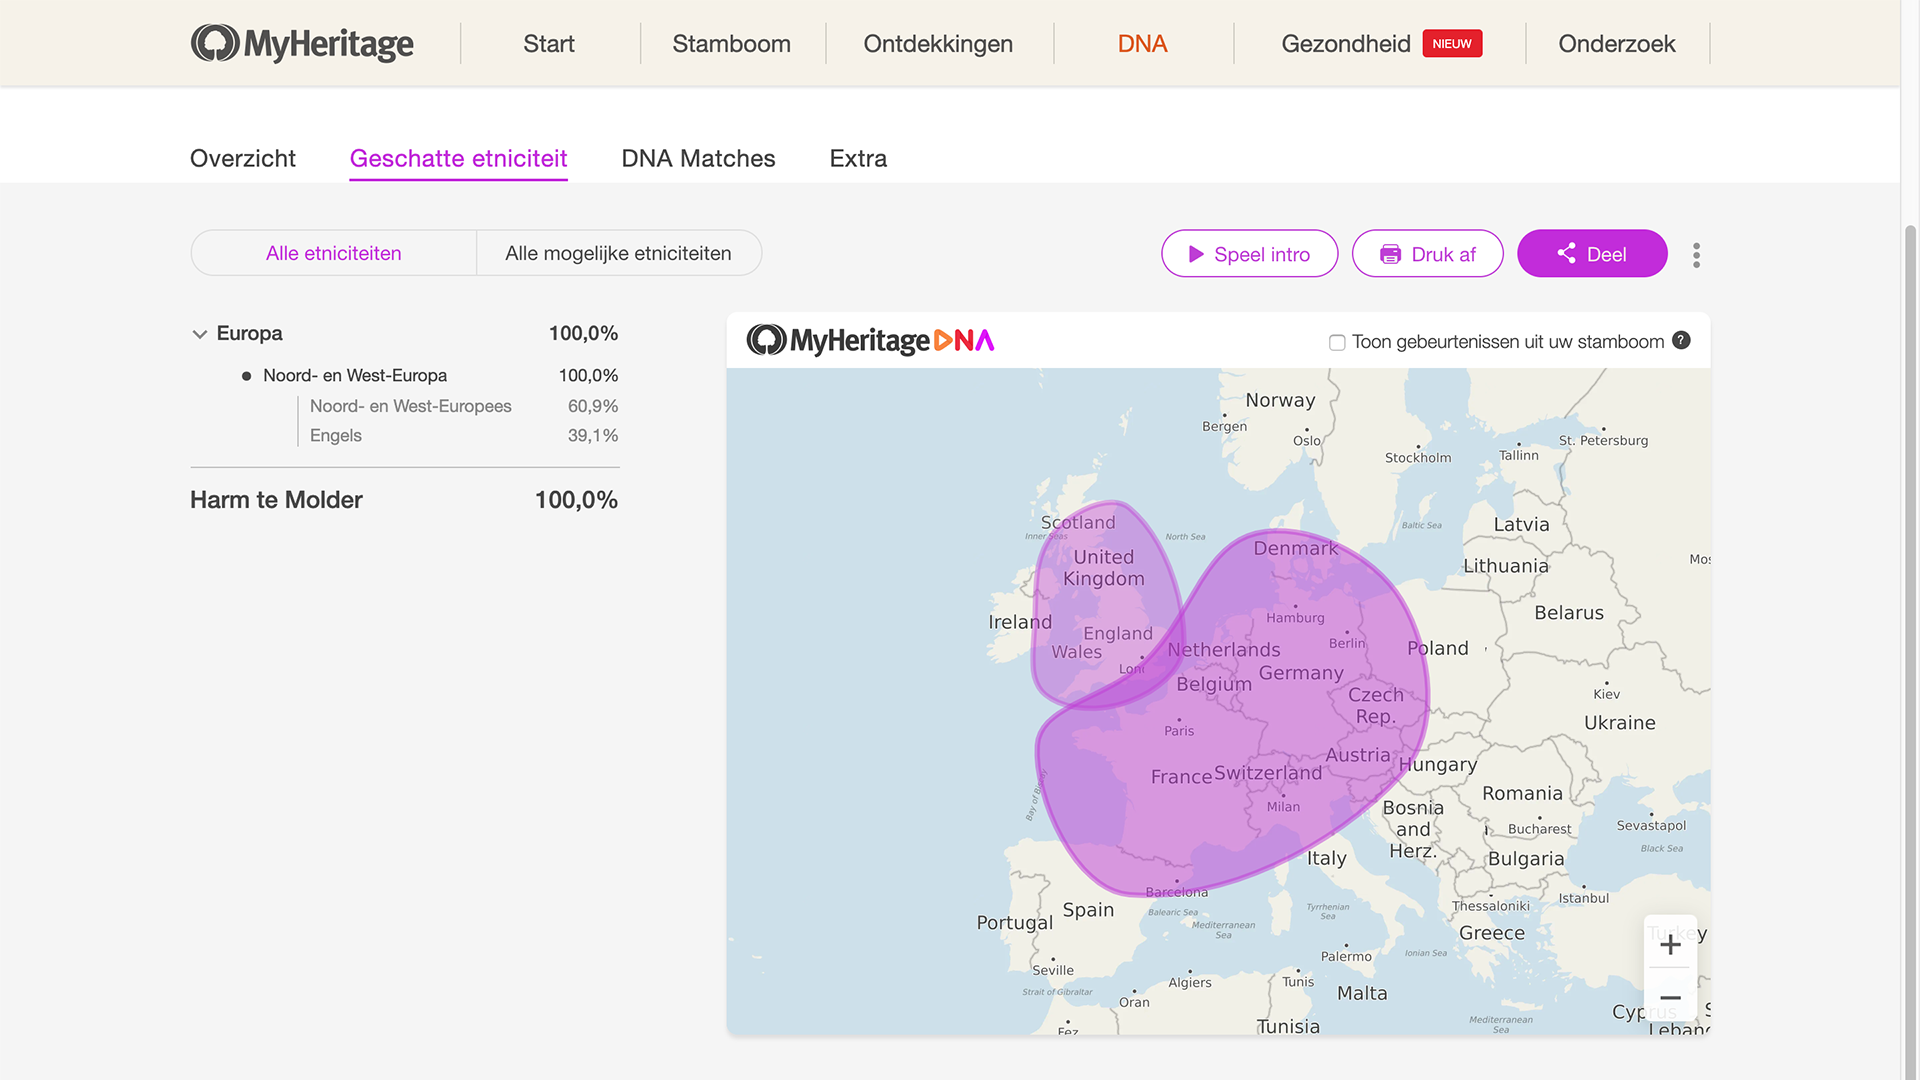 MyHeritage
Start
Stamboom
Ontdekkingen
DNA
Gezondheid NIEUW
Onderzoek
Overzicht
Geschatte etniciteit
DNA Matches
Extra
Alle etniciteiten
Alle mogelijke etniciteiten
Speel intro
Druk af
Deel
Europa 100,0%
Noord- en West-Europa 100,0%
Noord- en West-Europees 60,9%
Engels 39,1%
Harm te Molder 100,0%
MyHeritage DNA
Toon gebeurtenissen uit uw stamboom ?
Norway
Bergen
Oslo
St. Petersburg
Stockholm
Tallinn
Scotland
Inner Seas
North Sea
Baltic Sea
Latvia
United
Kingdom
Denmark
Lithuania
Mos
Ireland
Hamburg
Belarus
England
Wales
Berlin
Netherlands
Poland
Lon
Germany
Belgium
Czech
Rep.
Kiev
Ukraine
Paris
Austria
Hungary
France
Switzerland
Bay of Biscay
Milan
Romania
Bosnia
and
Herz.
Bucharest
Sevastapol
Black Sea
Italy
Bulgaria
Barcelona
Istanbul
Thessaloniki
Spain
Balearic Sea
Tyrrhenian
Sea
Portugal
Mediterranean
Sea
Greece
Turkey
Palermo
Ionian Sea
Seville
Strait of Gibraltar
Algiers
Tunis
Malta
Oran
Cyprus
S
Mediterranean
Sea
Fez
Tunisia
Leban
+
−